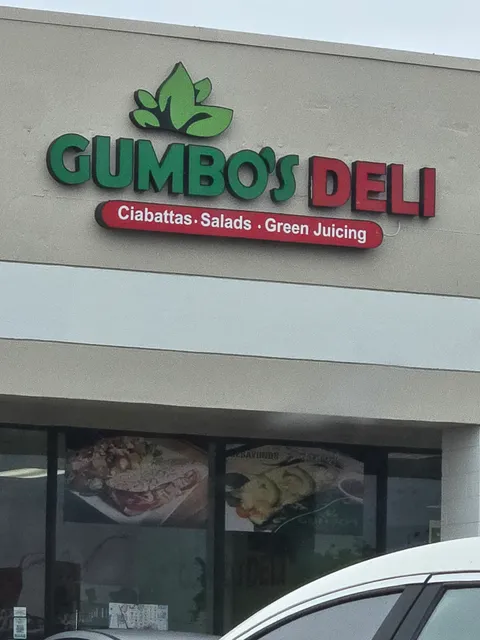 GUMBO'S DELI
Ciabattas · Salads · Green Juicing